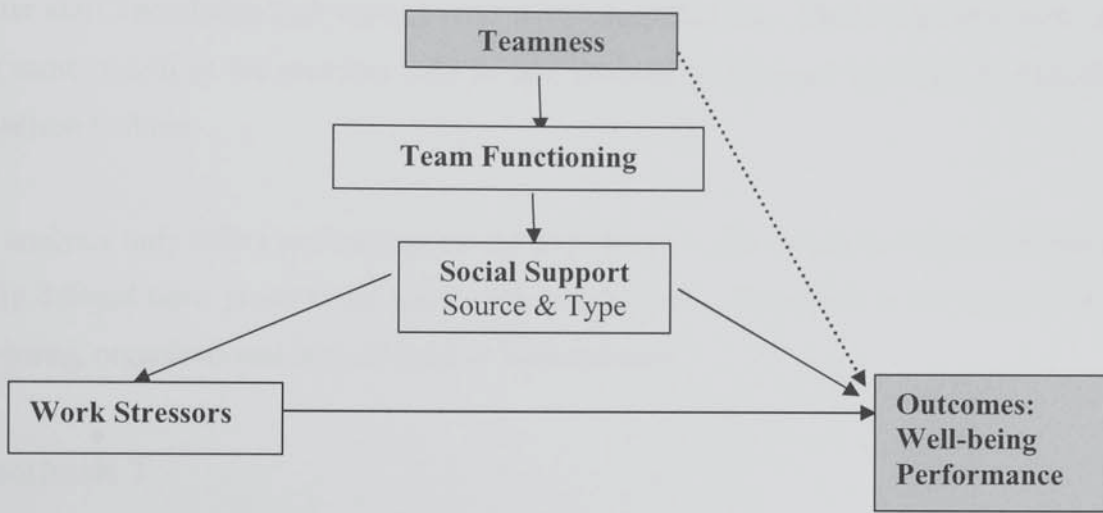 Teamness
Team Functioning
Social Support
Source & Type
Work Stressors
Outcomes:
Well-being
Performance